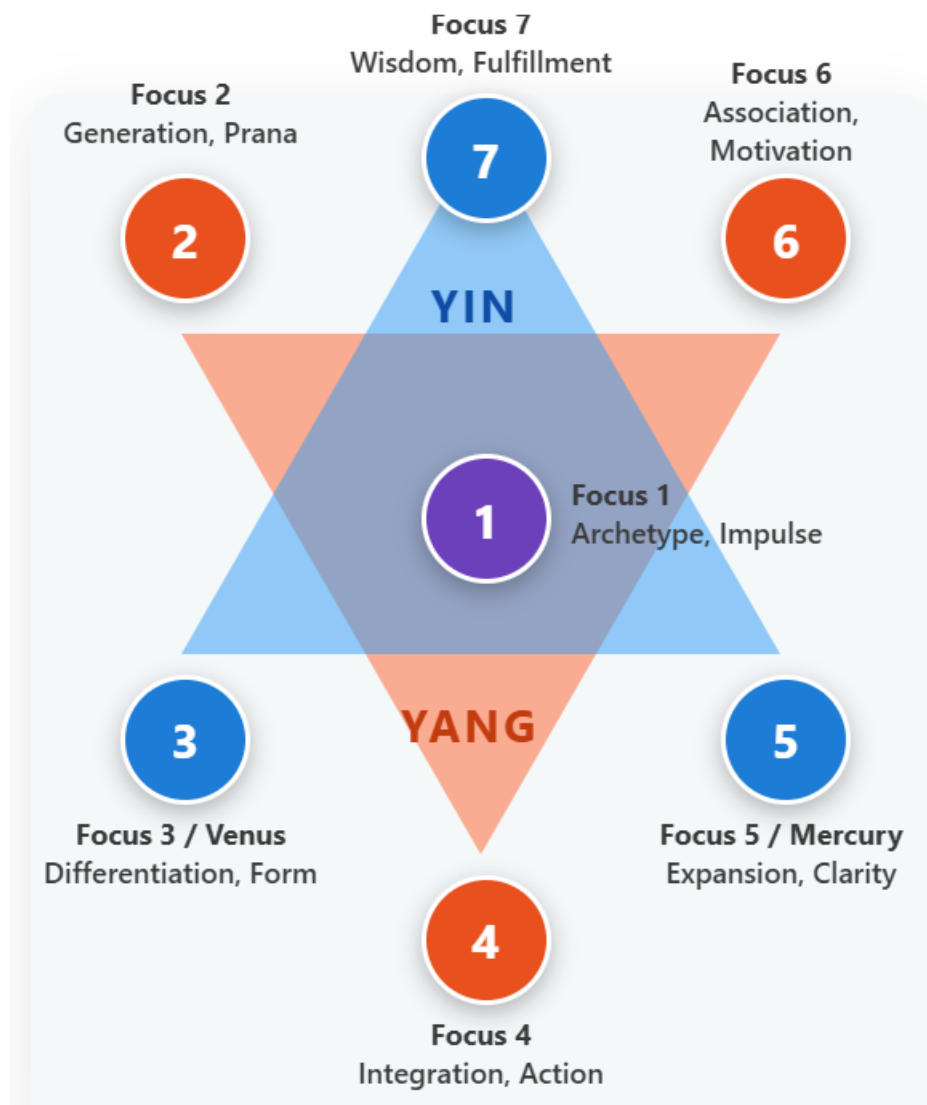 Focus 7
Wisdom, Fulfillment
Focus 2
Generation, Prana
Focus 6
Association,
Motivation
7
2
6
YIN
1
Focus 1
Archetype, Impulse
YANG
3
5
Focus 3 / Venus
Differentiation, Form
Focus 5 / Mercury
Expansion, Clarity
4
Focus 4
Integration, Action